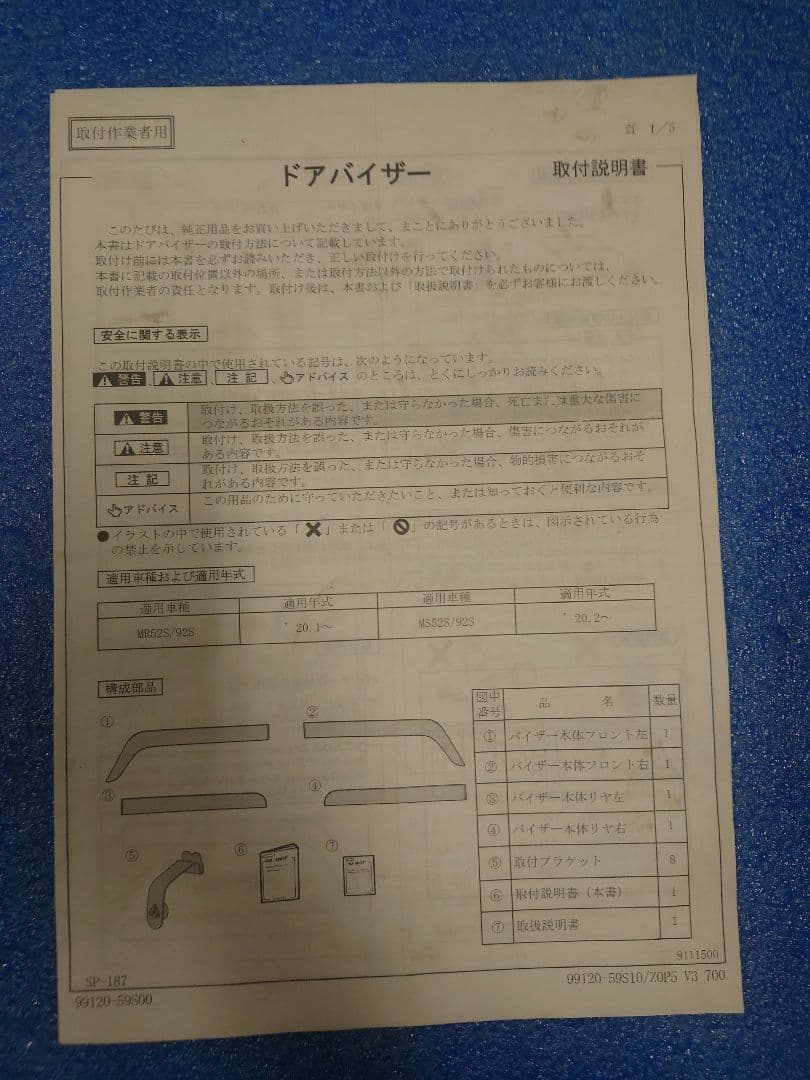 取付作業者用
頁 1/5
ドアバイザー
取付説明書
このたびは、純正用品をお買い上げいただきまして、まことにありがとうございました。
本書はドアバイザーの取付方法について記載しています。
取付け前には本書を必ずお読みいただき、正しい取付けを行ってください。
本書に記載の取付位置以外の場所、または取付方法以外の方法で取付けられたものについては、
取付作業者の責任となります。取付け後は、本書および「取扱説明書」を必ずお客様にお渡しください。
安全に関する表示
この取付説明書の中で使用されている記号は、次のようになっています。
警告、注意、注記、アドバイス のところは、とくにしっかりお読みください。
警告 取付け、取扱方法を誤った、または守らなかった場合、死亡または重大な傷害に
つながるおそれがある内容です。
注意 取付け、取扱方法を誤った、または守らなかった場合、傷害につながるおそれが
ある内容です。
注記 取付け、取扱方法を誤った、または守らなかった場合、物的損害につながるおそ
れがある内容です。
アドバイス この用品のために守っていただきたいこと、または知っておくと便利な内容です。
●イラストの中で使用されている「✖」または「🚫」の記号があるときは、図示されている行為
の禁止を示しています。
適用車種および適用年式
適用車種 適用年式 適用車種 適用年式
MR52S/92S '20.1〜 MS52S/92S '20.2〜
構成部品
① ②
③ ④
⑤ ⑥ ⑦
図中番号 品名 数量
① バイザー本体フロント左 1
② バイザー本体フロント右 1
③ バイザー本体リヤ左 1
④ バイザー本体リヤ右 1
⑤ 取付ブラケット 8
⑥ 取付説明書（本書） 1
⑦ 取扱説明書 1
9111500
SP-187
99120-59S00
99120-59S10/ZOP5 V3 700